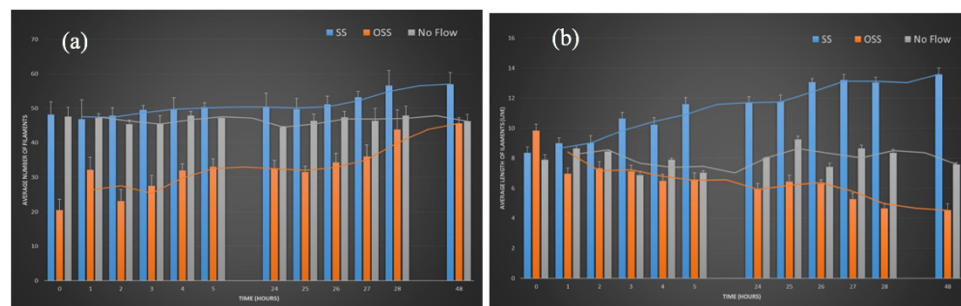 (a)
SS OSS No Flow
70
60
50
40
30
20
10
0
AVERAGE NUMBER OF FILAMENTS
0 1 2 3 4 5 24 25 26 27 28 48
TIME (HOURS)
(b)
SS OSS No Flow
16
14
12
10
8
6
4
2
0
AVERAGE LENGTH OF FILAMENTS (UM)
0 1 2 3 4 5 24 25 26 27 28 48
TIME (HOURS)